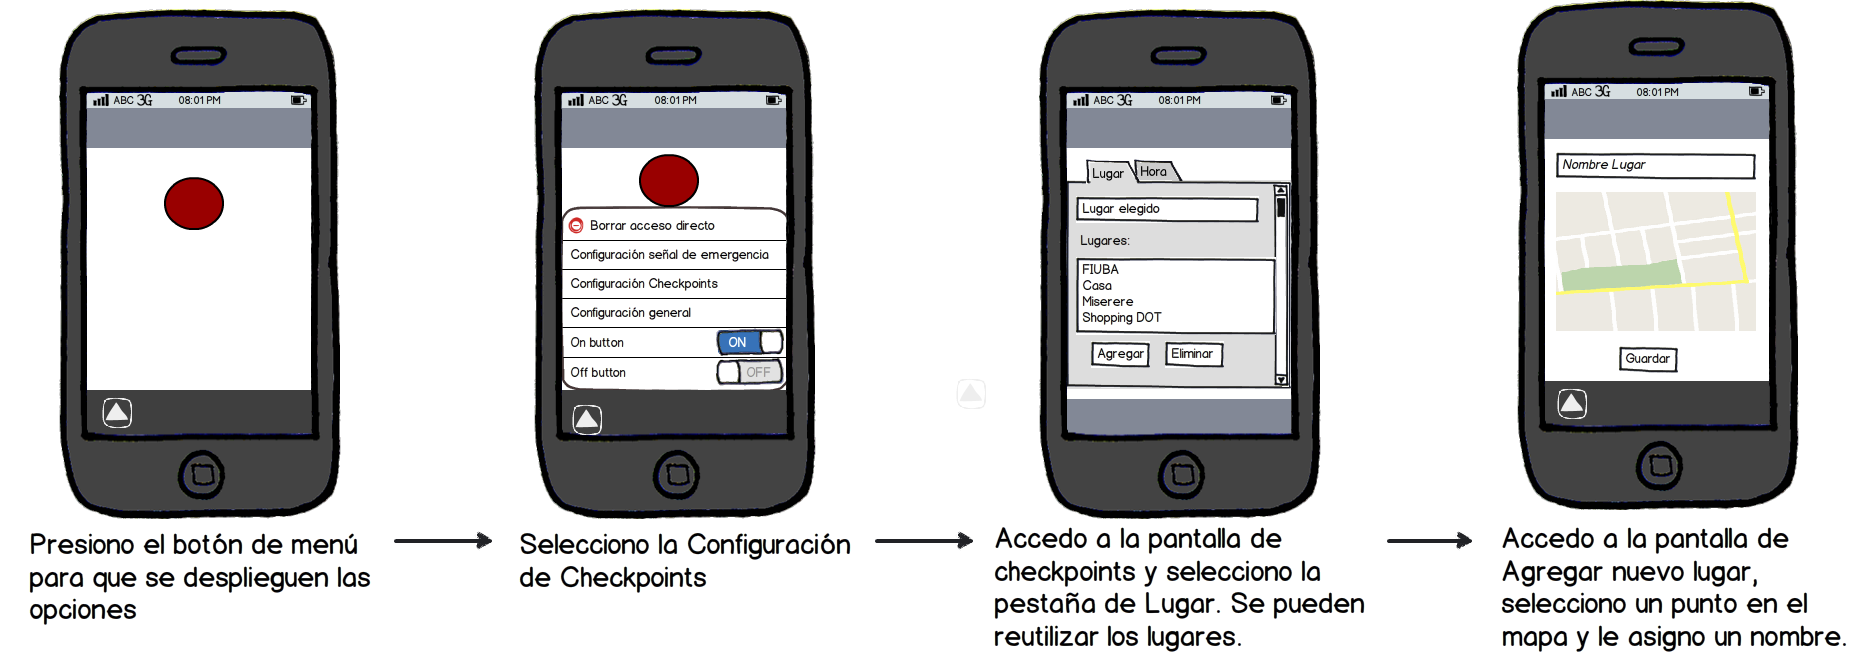 ABC 3G 08:01 PM
Presiono el botón de menú
para que se desplieguen las
opciones
ABC 3G 08:01 PM
Borrar acceso directo
Configuración señal de emergencia
Configuración Checkpoints
Configuración general
On button ON
Off button OFF
Selecciono la Configuración
de Checkpoints
ABC 3G 08:01 PM
Lugar Hora
Lugar elegido
Lugares:
FIUBA
Casa
Miserere
Shopping DOT
Agregar Eliminar
Accedo a la pantalla de
checkpoints y selecciono la
pestaña de Lugar. Se pueden
reutilizar los lugares.
ABC 3G 08:01 PM
Nombre Lugar
Guardar
Accedo a la pantalla de
Agregar nuevo lugar,
selecciono un punto en el
mapa y le asigno un nombre.